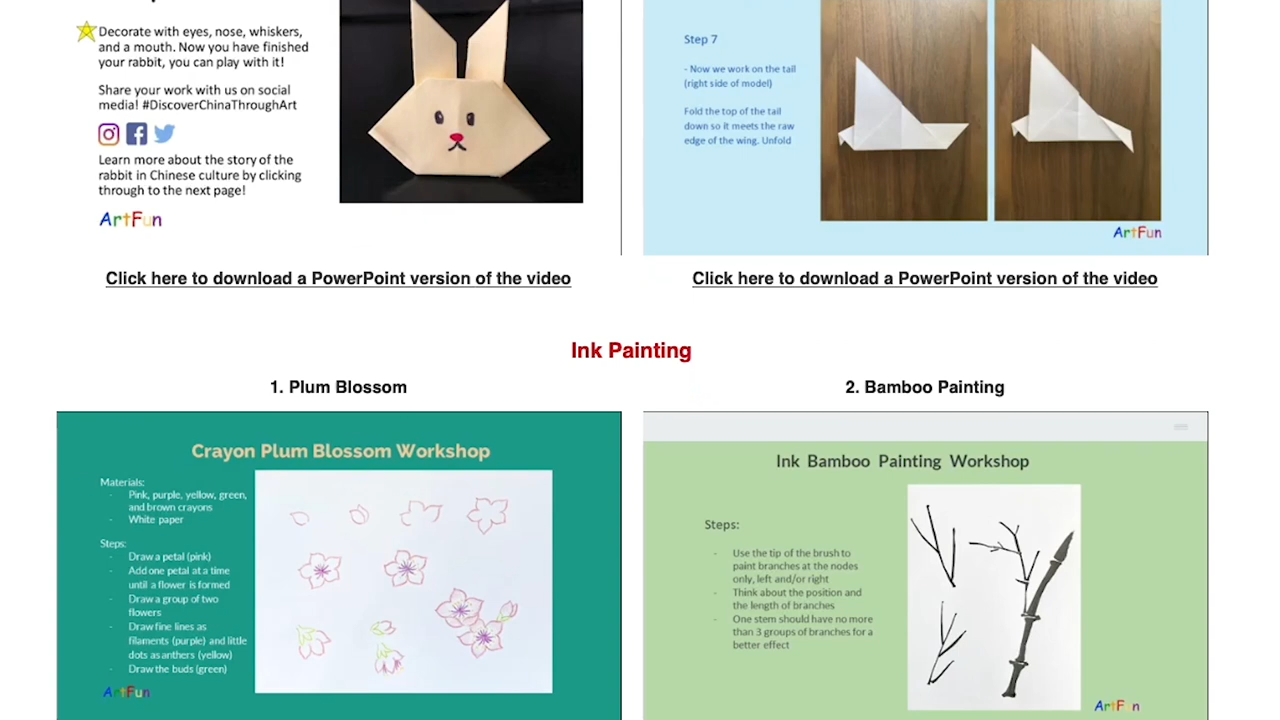 Decorate with eyes, nose, whiskers,
and a mouth. Now you have finished
your rabbit, you can play with it!
Share your work with us on social
media! #DiscoverChinaThroughArt
Learn more about the story of the
rabbit in Chinese culture by clicking
through to the next page!
ArtFun
Step 7
- Now we work on the tail
(right side of model)
Fold the top of the tail
down so it meets the raw
edge of the wing. Unfold
ArtFun
Click here to download a PowerPoint version of the video
Click here to download a PowerPoint version of the video
Ink Painting
1. Plum Blossom
2. Bamboo Painting
Crayon Plum Blossom Workshop
Materials:
- Pink, purple, yellow, green,
and brown crayons
- White paper
Steps:
- Draw a petal (pink)
- Add one petal at a time
until a flower is formed
- Draw a group of two
flowers
- Draw fine lines as
filaments (purple) and little
dots as anthers (yellow)
- Draw the buds (green)
ArtFun
Ink Bamboo Painting Workshop
Steps:
- Use the tip of the brush to
paint branches at the nodes
only, left and/or right
- Think about the position and
the length of branches
- One stem should have no more
than 3 groups of branches for a
better effect
ArtFun